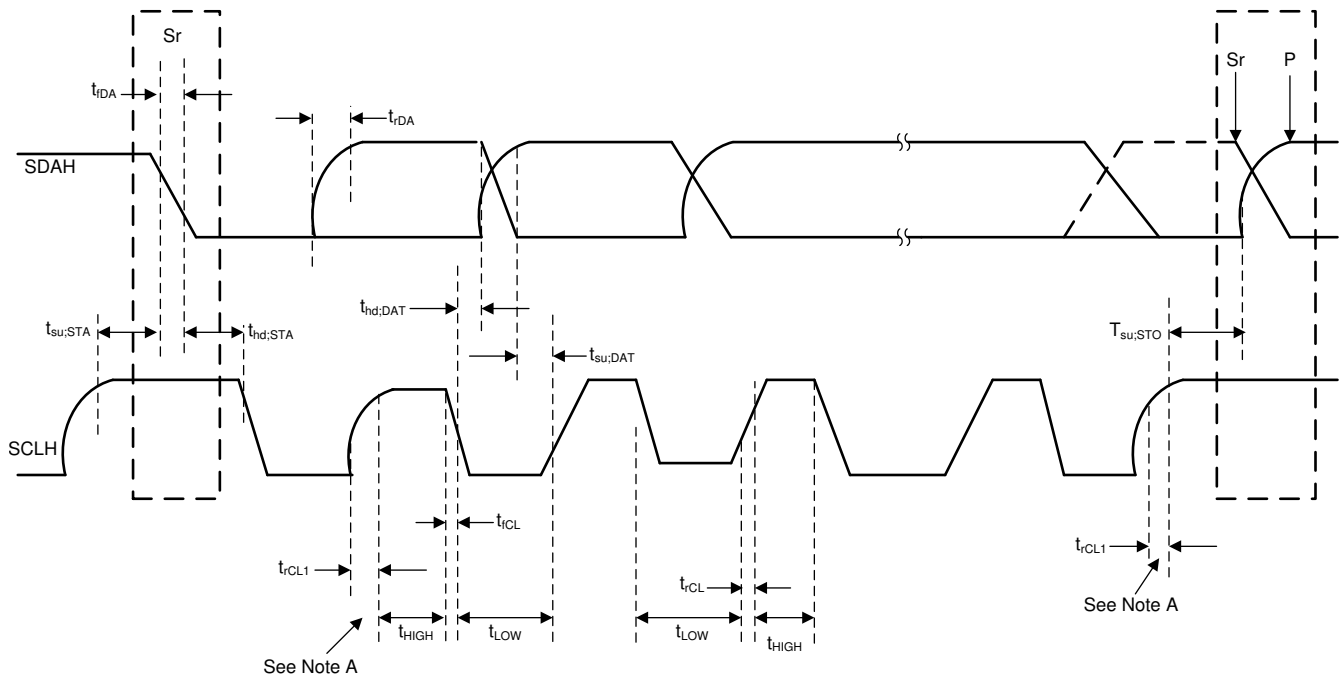 Sr
Sr P
tfDA
trDA
SDAH
thd;DAT
tsu;STA
thd;STA
Tsu;STO
tsu;DAT
SCLH
tfCL
trCL1
trCL
trCL1
See Note A
tHIGH
tLOW
tLOW
tHIGH
See Note A